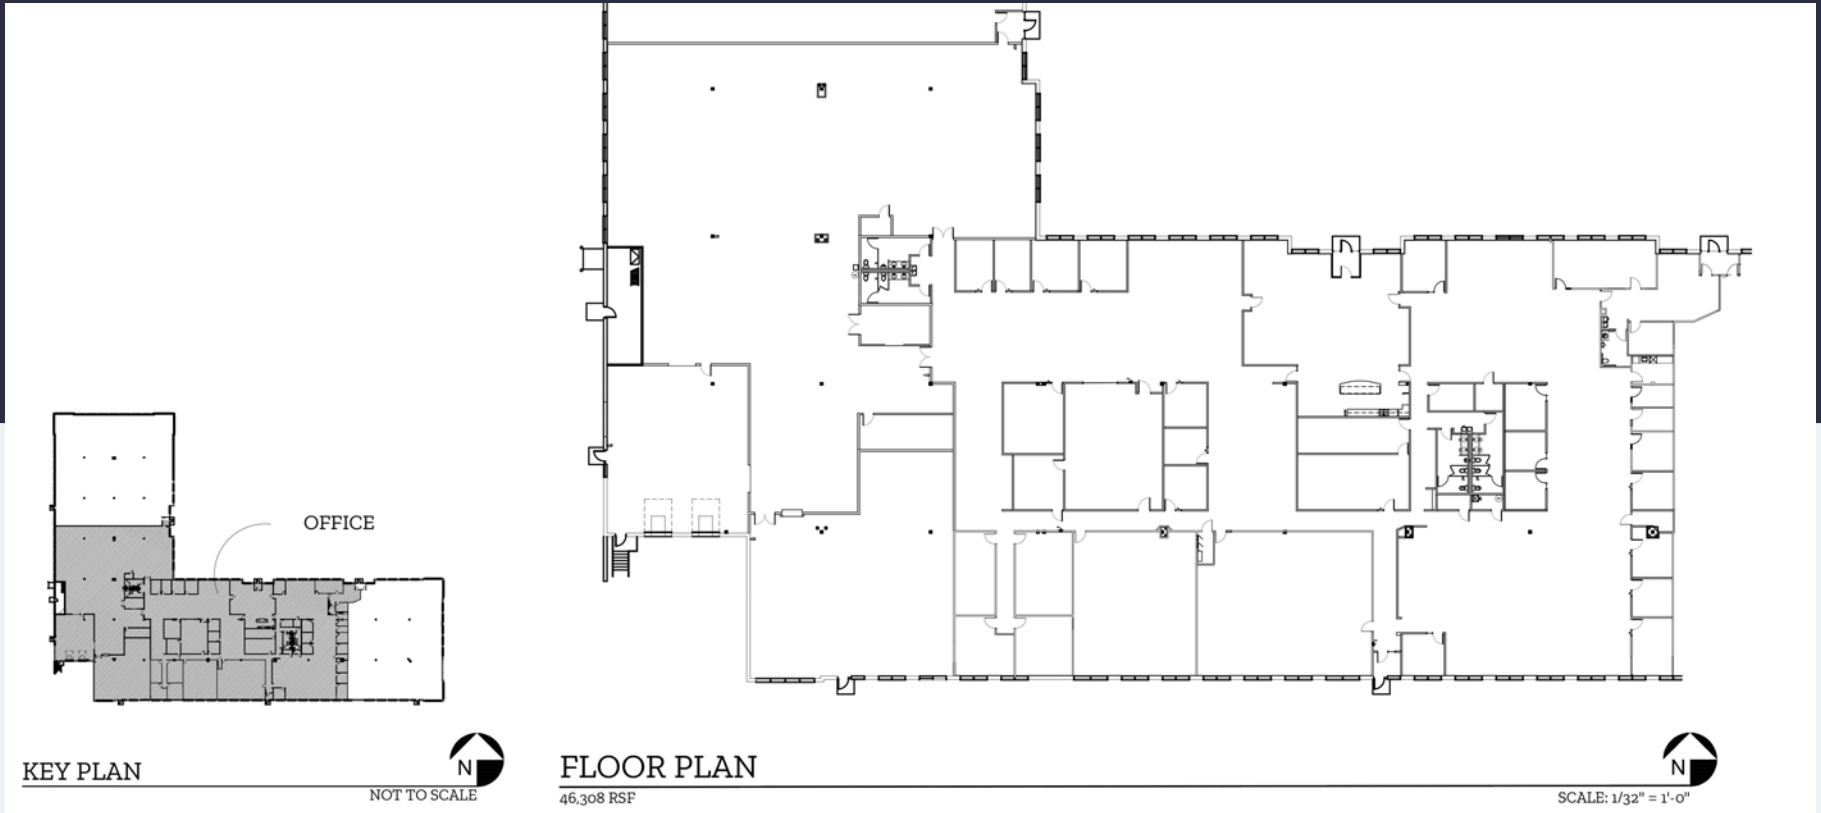 OFFICE
KEY PLAN
N
NOT TO SCALE
FLOOR PLAN
N
46,308 RSF
SCALE: 1/32" = 1'-0"